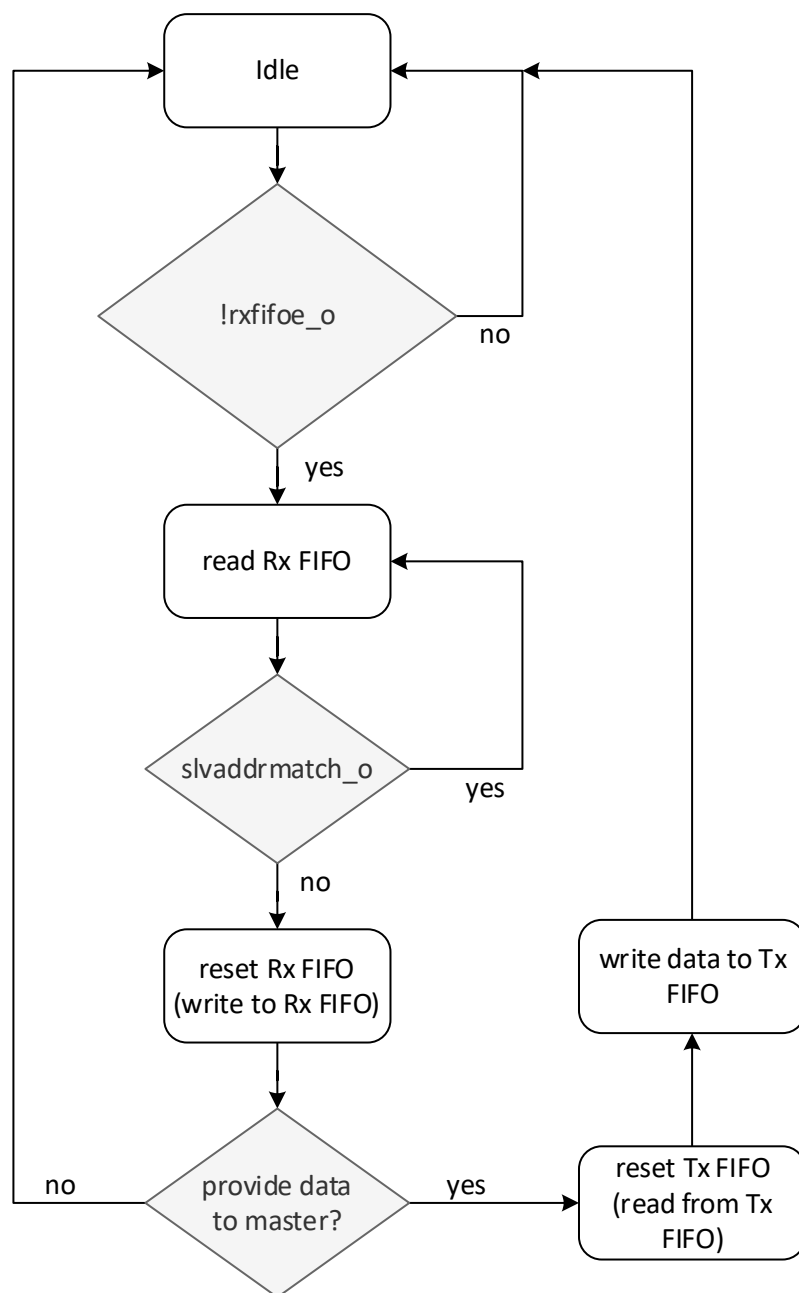 Idle
!rxfifoe_o
no
yes
read Rx FIFO
slvaddrmatch_o
yes
no
reset Rx FIFO
(write to Rx FIFO)
write data to Tx
FIFO
no
provide data
to master?
yes
reset Tx FIFO
(read from Tx
FIFO)